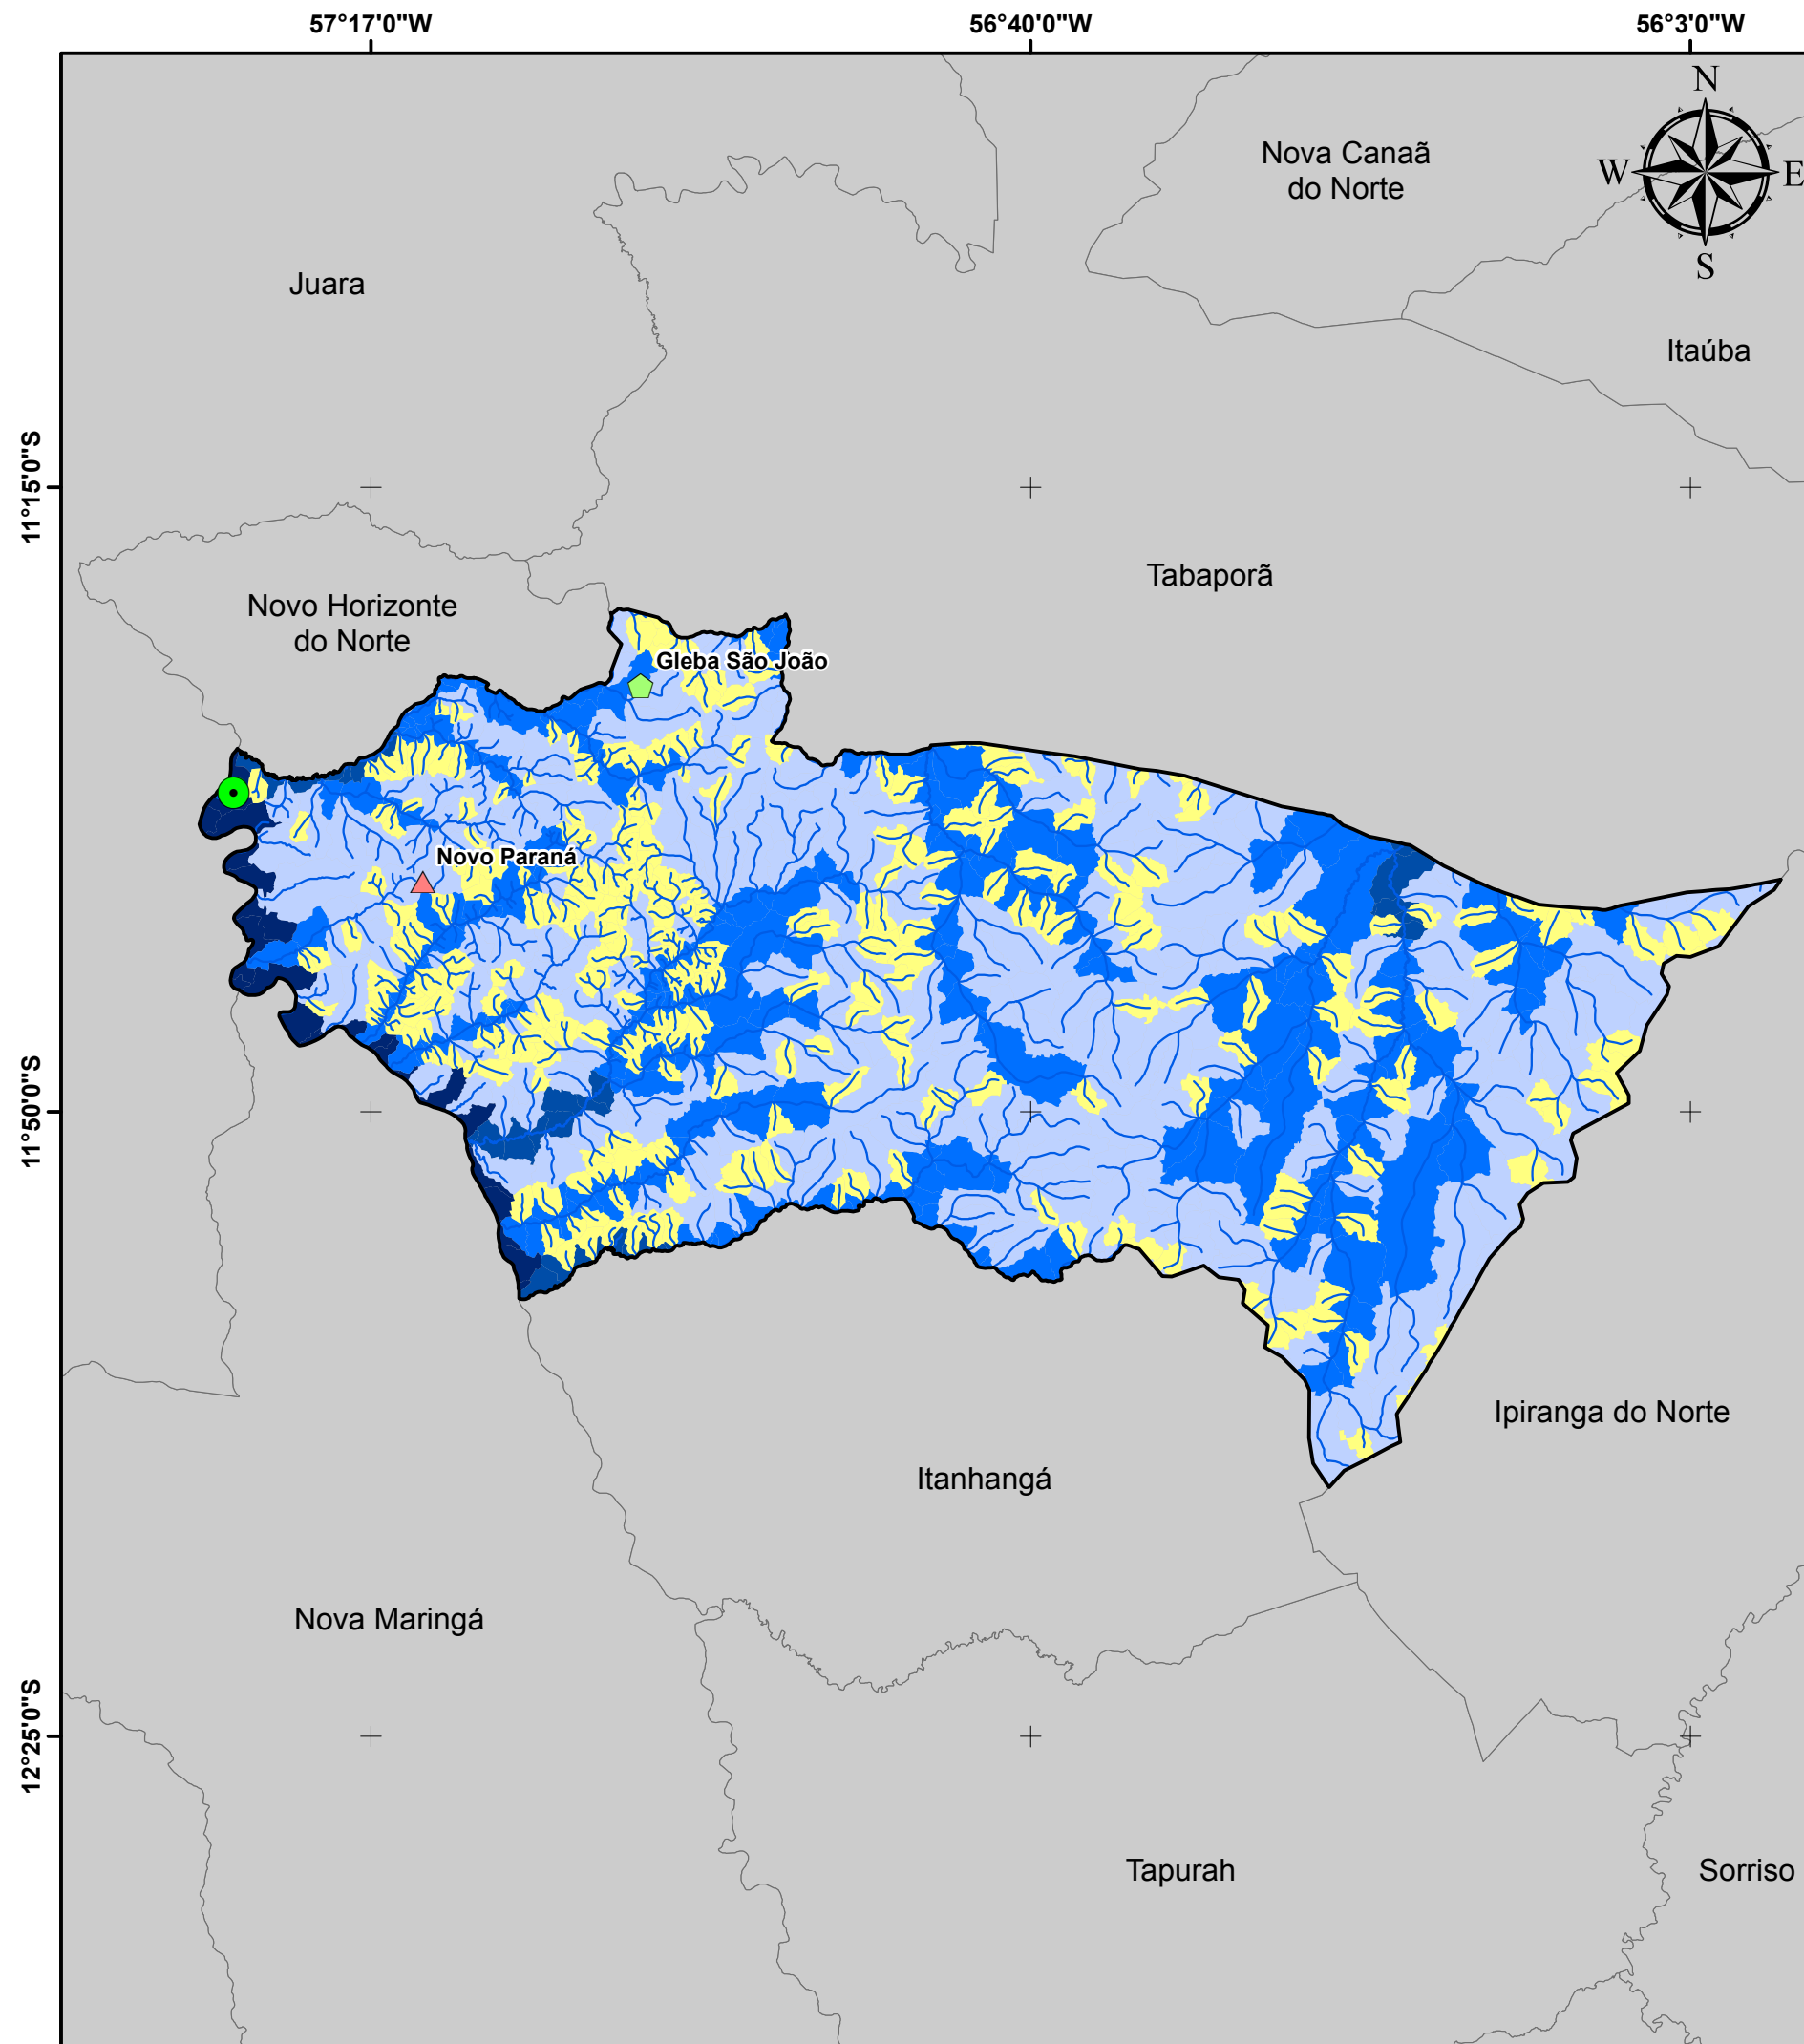 57°17'0"W
56°40'0"W
56°3'0"W
N
W
E
S
Nova Canaã
do Norte
Juara
Itaúba
11°15'0"S
Tabaporã
Novo Horizonte
do Norte
Gleba São João
Novo Paraná
11°50'0"S
Ipiranga do Norte
Itanhangá
Nova Maringá
12°25'0"S
Tapurah
Sorriso